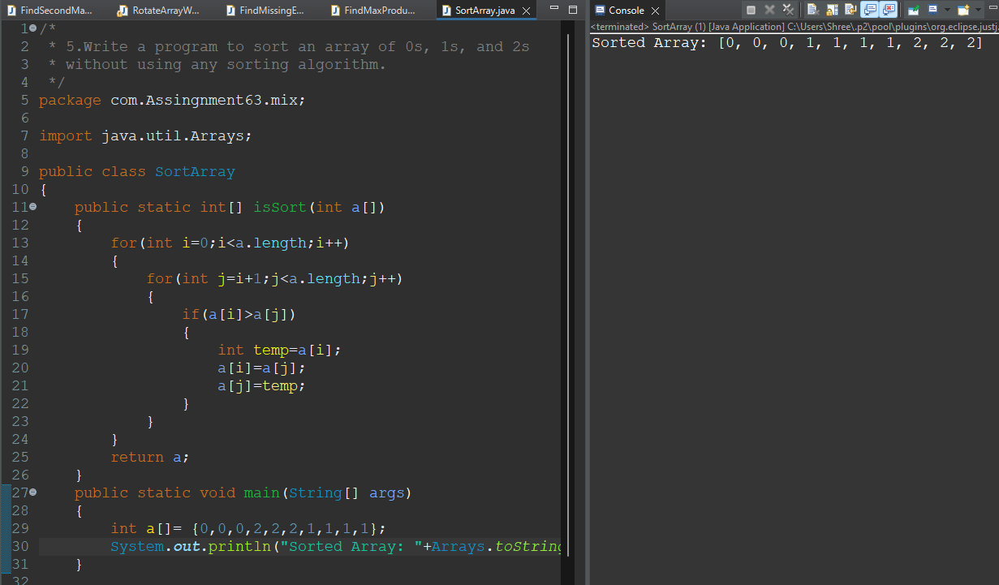 FindSecondMa... RotateArrayW... FindMissingE... FindMaxProdu... SortArray.java
1 /*
2 * 5.Write a program to sort an array of 0s, 1s, and 2s
3 * without using any sorting algorithm.
4 */
5 package com.Assingnment63.mix;
6
7 import java.util.Arrays;
8
9 public class SortArray
10 {
11 public static int[] isSort(int a[])
12 {
13 for(int i=0;i<a.length;i++)
14 {
15 for(int j=i+1;j<a.length;j++)
16 {
17 if(a[i]>a[j])
18 {
19 int temp=a[i];
20 a[i]=a[j];
21 a[j]=temp;
22 }
23 }
24 }
25 return a;
26 }
27 public static void main(String[] args)
28 {
29 int a[]= {0,0,0,2,2,2,1,1,1,1};
30 System.out.println("Sorted Array: "+Arrays.toString
31 }
32
Console
<terminated> SortArray (1) [Java Application] C:\Users\Shree\.p2\pool\plugins\org.eclipse.justj.
Sorted Array: [0, 0, 0, 1, 1, 1, 1, 2, 2, 2]